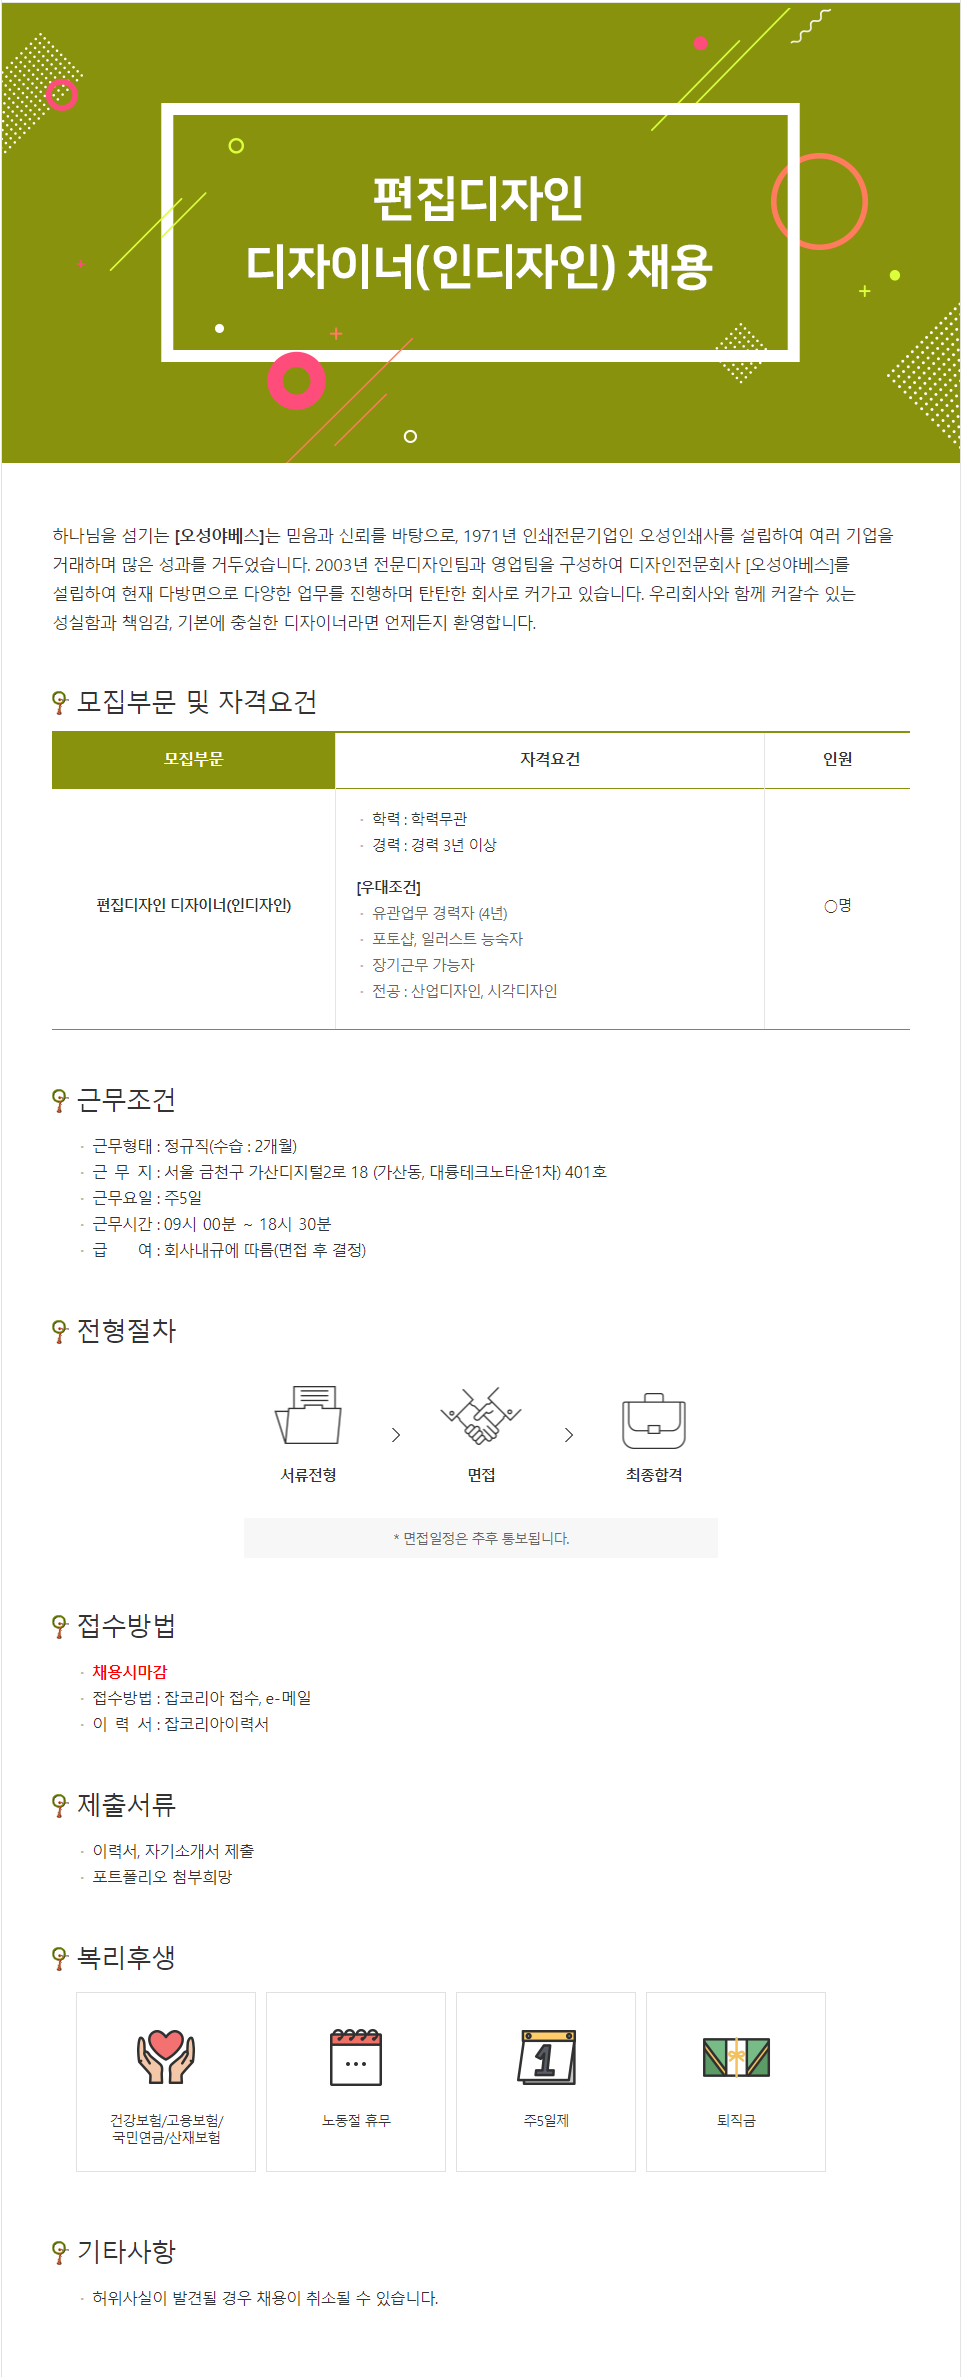 편집디자인
디자이너(인디자인) 채용
하나님을 섬기는 [오성야베스]는 믿음과 신뢰를 바탕으로, 1971년 인쇄전문기업인 오성인쇄사를 설립하여 여러 기업을
거래하며 많은 성과를 거두었습니다. 2003년 전문디자인팀과 영업팀을 구성하여 디자인전문회사 [오성야베스]를
설립하여 현재 다방면으로 다양한 업무를 진행하며 탄탄한 회사로 커가고 있습니다. 우리회사와 함께 커갈수 있는
성실함과 책임감, 기본에 충실한 디자이너라면 언제든지 환영합니다.
모집부문 및 자격요건
모집부문 자격요건 인원
· 학력 : 학력무관
· 경력 : 경력 3년 이상
[우대조건]
편집디자인 디자이너(인디자인) ○명
· 유관업무 경력자 (4년)
· 포토샵, 일러스트 능숙자
· 장기근무 가능자
· 전공 : 산업디자인, 시각디자인
근무조건
· 근무형태 : 정규직(수습 : 2개월)
· 근 무 지 : 서울 금천구 가산디지털2로 18 (가산동, 대륭테크노타운1차) 401호
· 근무요일 : 주5일
· 근무시간 : 09시 00분 ~ 18시 30분
· 급 여 : 회사내규에 따름(면접 후 결정)
전형절차
서류전형 > 면접 > 최종합격
* 면접일정은 추후 통보됩니다.
접수방법
· 채용시마감
· 접수방법 : 잡코리아 접수, e-메일
· 이 력 서 : 잡코리아이력서
제출서류
· 이력서, 자기소개서 제출
· 포트폴리오 첨부희망
복리후생
1
건강보험/고용보험/
국민연금/산재보험
노동절 휴무
주5일제
퇴직금
기타사항
· 허위사실이 발견될 경우 채용이 취소될 수 있습니다.